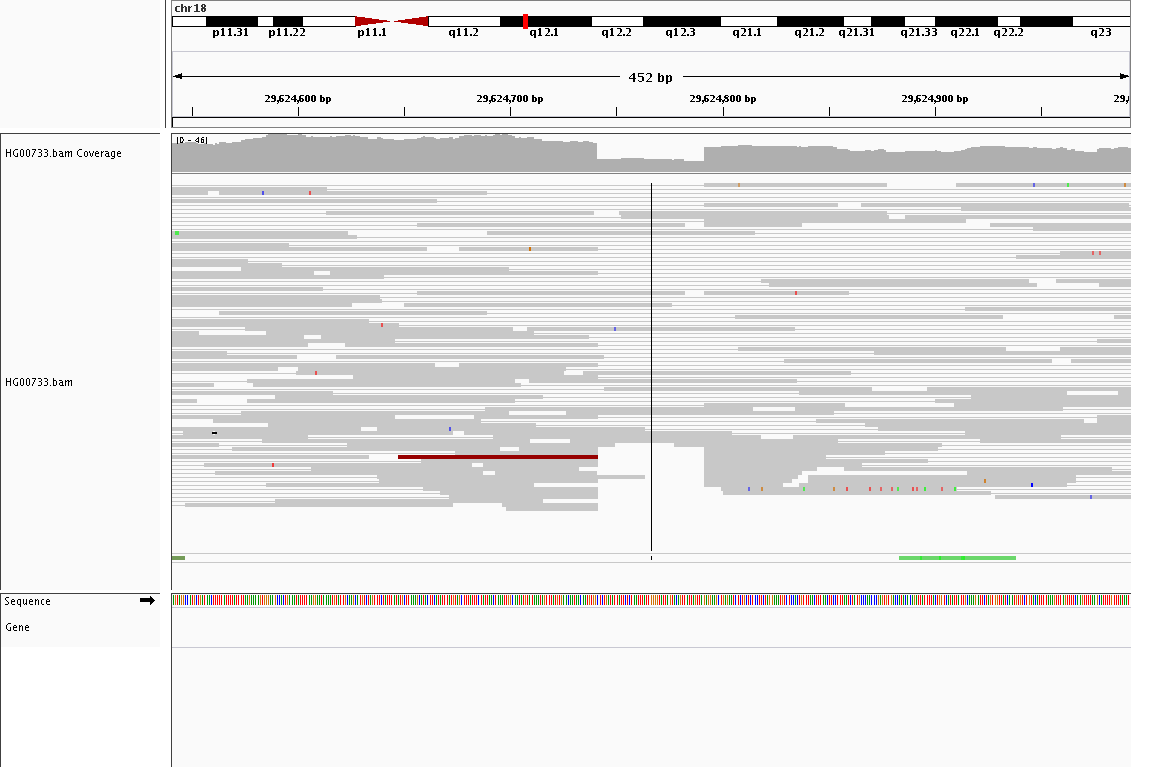 chr18
p11.31 p11.22 p11.1 q11.2 q12.1 q12.2 q12.3 q21.1 q21.2 q21.31 q21.33 q22.1 q22.2 q23
452 bp
29,624,600 bp 29,624,700 bp 29,624,800 bp 29,624,900 bp 29,0
[0 - 46]
HG00733.bam Coverage
HG00733.bam
Sequence
Gene